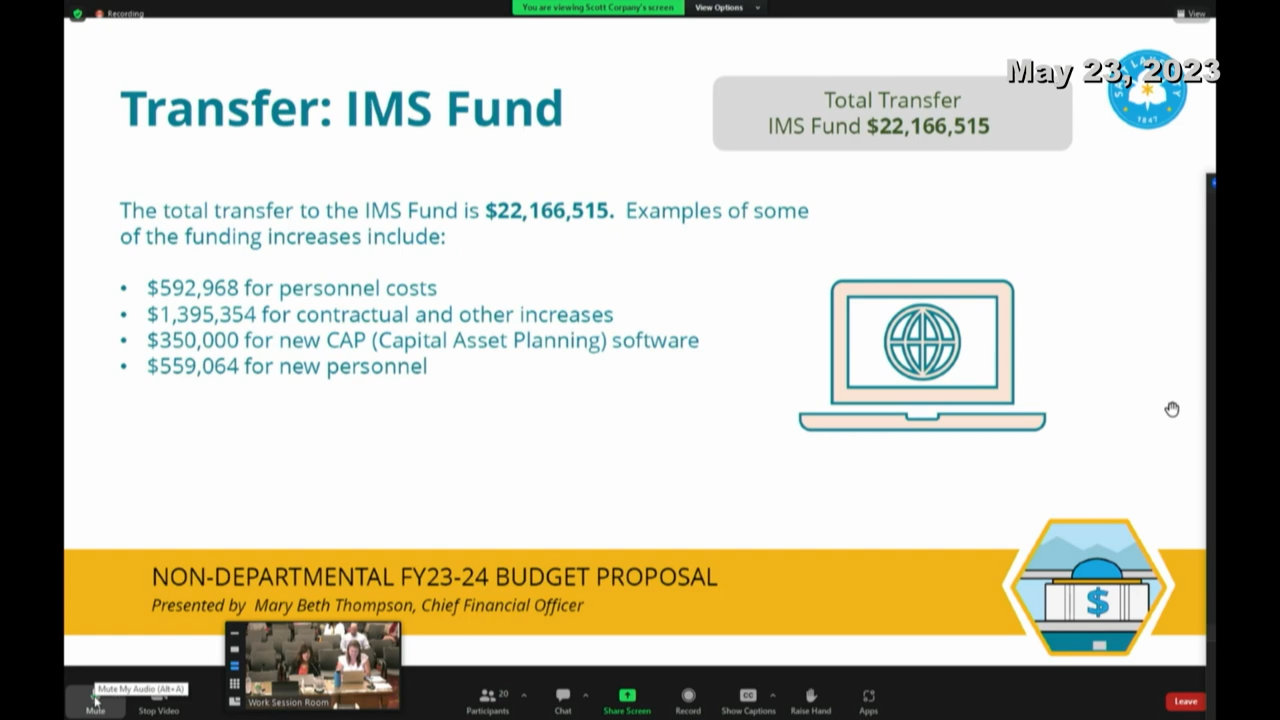 Recording
You are viewing Scott Corpany's screen
View Options
View
May 23, 2023
Transfer: IMS Fund
Total Transfer
IMS Fund $22,166,515
1847
The total transfer to the IMS Fund is $22,166,515. Examples of some
of the funding increases include:
• $592,968 for personnel costs
• $1,395,354 for contractual and other increases
• $350,000 for new CAP (Capital Asset Planning) software
• $559,064 for new personnel
NON-DEPARTMENTAL FY23-24 BUDGET PROPOSAL
Presented by Mary Beth Thompson, Chief Financial Officer
$
Mute My Audio (Alt+A)
Work Session Room
Mute
Stop Video
Participants
20
Chat
Share Screen
Record
CC
Show Captions
Raise Hand
Apps
Leave